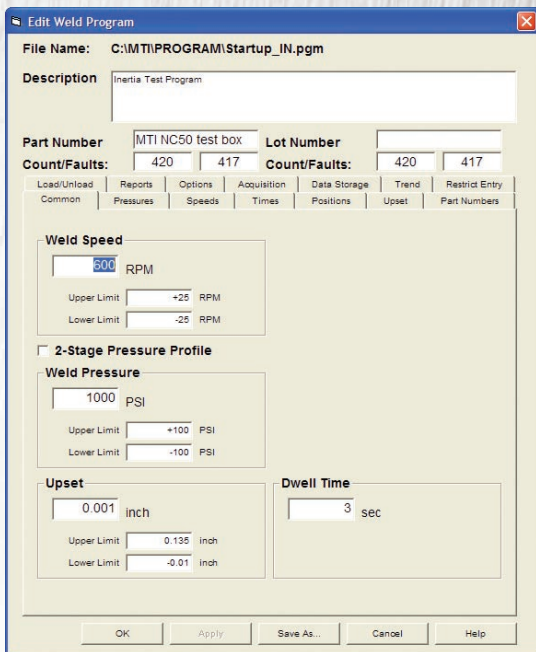 Edit Weld Program
File Name: C:\MTI\PROGRAM\Startup_IN.pgm
Description Inertia Test Program
Part Number MTI NC50 test box Lot Number
Count/Faults: 420 417 Count/Faults: 420 417
Load/Unload Reports Options Acquisition Data Storage Trend Restrict Entry
Common Pressures Speeds Times Positions Upset Part Numbers
Weld Speed
600 RPM
Upper Limit +25 RPM
Lower Limit -25 RPM
2-Stage Pressure Profile
Weld Pressure
1000 PSI
Upper Limit +100 PSI
Lower Limit -100 PSI
Upset Dwell Time
0.001 inch 3 sec
Upper Limit 0.135 inch
Lower Limit -0.01 inch
OK Apply Save As... Cancel Help